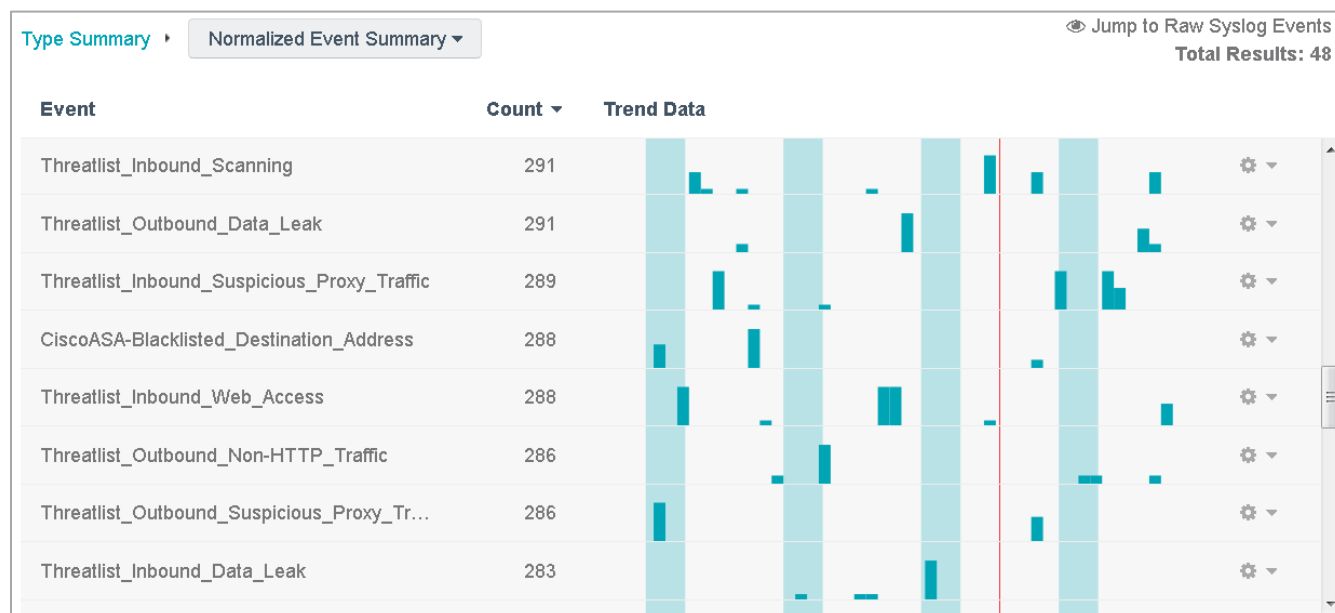 Type Summary Normalized Event Summary Jump to Raw Syslog Events
Total Results: 48
Event Count Trend Data
Threatlist_Inbound_Scanning 291
Threatlist_Outbound_Data_Leak 291
Threatlist_Inbound_Suspicious_Proxy_Traffic 289
CiscoASA-Blacklisted_Destination_Address 288
Threatlist_Inbound_Web_Access 288
Threatlist_Outbound_Non-HTTP_Traffic 286
Threatlist_Outbound_Suspicious_Proxy_Tr... 286
Threatlist_Inbound_Data_Leak 283